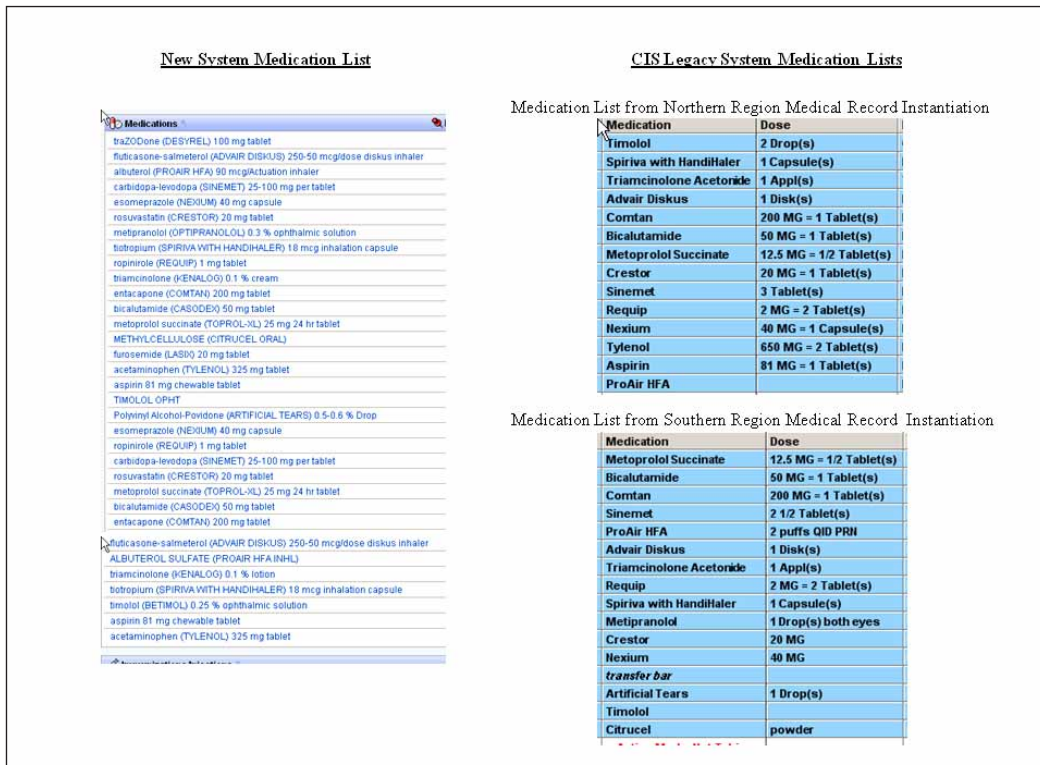 New System Medication List
Medications
traZODone (DESYREL) 100 mg tablet
fluticasone-salmeterol (ADVAIR DISKUS) 250-50 mcg/dose diskus inhaler
albuterol (PROAIR HFA) 90 mcg/Actuation inhaler
carbidopa-levodopa (SINEMET) 25-100 mg per tablet
esomeprazole (NEXIUM) 40 mg capsule
rosuvastatin (CRESTOR) 20 mg tablet
metipranolol (OPTIPRANOLOL) 0.3 % ophthalmic solution
tiotropium (SPIRIVA WITH HANDIHALER) 18 mcg inhalation capsule
ropinirole (REQUIP) 1 mg tablet
triamcinolone (KENALOG) 0.1 % cream
entacapone (COMTAN) 200 mg tablet
bicalutamide (CASODEX) 50 mg tablet
metoprolol succinate (TOPROL-XL) 25 mg 24 hr tablet
METHYLCELLULOSE (CITRUCEL ORAL)
furosemide (LASIX) 20 mg tablet
acetaminophen (TYLENOL) 325 mg tablet
aspirin 81 mg chewable tablet
TIMOLOL OPHT
Polyvinyl Alcohol-Povidone (ARTIFICIAL TEARS) 0.5-0.6 % Drop
esomeprazole (NEXIUM) 40 mg capsule
ropinirole (REQUIP) 1 mg tablet
carbidopa-levodopa (SINEMET) 25-100 mg per tablet
rosuvastatin (CRESTOR) 20 mg tablet
metoprolol succinate (TOPROL-XL) 25 mg 24 hr tablet
bicalutamide (CASODEX) 50 mg tablet
entacapone (COMTAN) 200 mg tablet
fluticasone-salmeterol (ADVAIR DISKUS) 250-50 mcg/dose diskus inhaler
ALBUTEROL SULFATE (PROAIR HFA INHL)
triamcinolone (KENALOG) 0.1 % lotion
tiotropium (SPIRIVA WITH HANDIHALER) 18 mcg inhalation capsule
timolol (BETIMOL) 0.25 % ophthalmic solution
aspirin 81 mg chewable tablet
acetaminophen (TYLENOL) 325 mg tablet
CIS Legacy System Medication Lists
Medication List from Northern Region Medical Record Instantiation
Medication Dose
Timolol 2 Drop(s)
Spiriva with HandiHaler 1 Capsule(s)
Triamcinolone Acetonide 1 Appl(s)
Advair Diskus 1 Disk(s)
Comtan 200 MG = 1 Tablet(s)
Bicalutamide 50 MG = 1 Tablet(s)
Metoprolol Succinate 12.5 MG = 1/2 Tablet(s)
Crestor 20 MG = 1 Tablet(s)
Sinemet 3 Tablet(s)
Requip 2 MG = 2 Tablet(s)
Nexium 40 MG = 1 Capsule(s)
Tylenol 650 MG = 2 Tablet(s)
Aspirin 81 MG = 1 Tablet(s)
ProAir HFA
Medication List from Southern Region Medical Record Instantiation
Medication Dose
Metoprolol Succinate 12.5 MG = 1/2 Tablet(s)
Bicalutamide 50 MG = 1 Tablet(s)
Comtan 200 MG = 1 Tablet(s)
Sinemet 2 1/2 Tablet(s)
ProAir HFA 2 puffs QID PRN
Advair Diskus 1 Disk(s)
Triamcinolone Acetonide 1 Appl(s)
Requip 2 MG = 2 Tablet(s)
Spiriva with HandiHaler 1 Capsule(s)
Metipranolol 1 Drop(s) both eyes
Crestor 20 MG
Nexium 40 MG
transfer bar
Artificial Tears 1 Drop(s)
Timolol
Citrucel powder